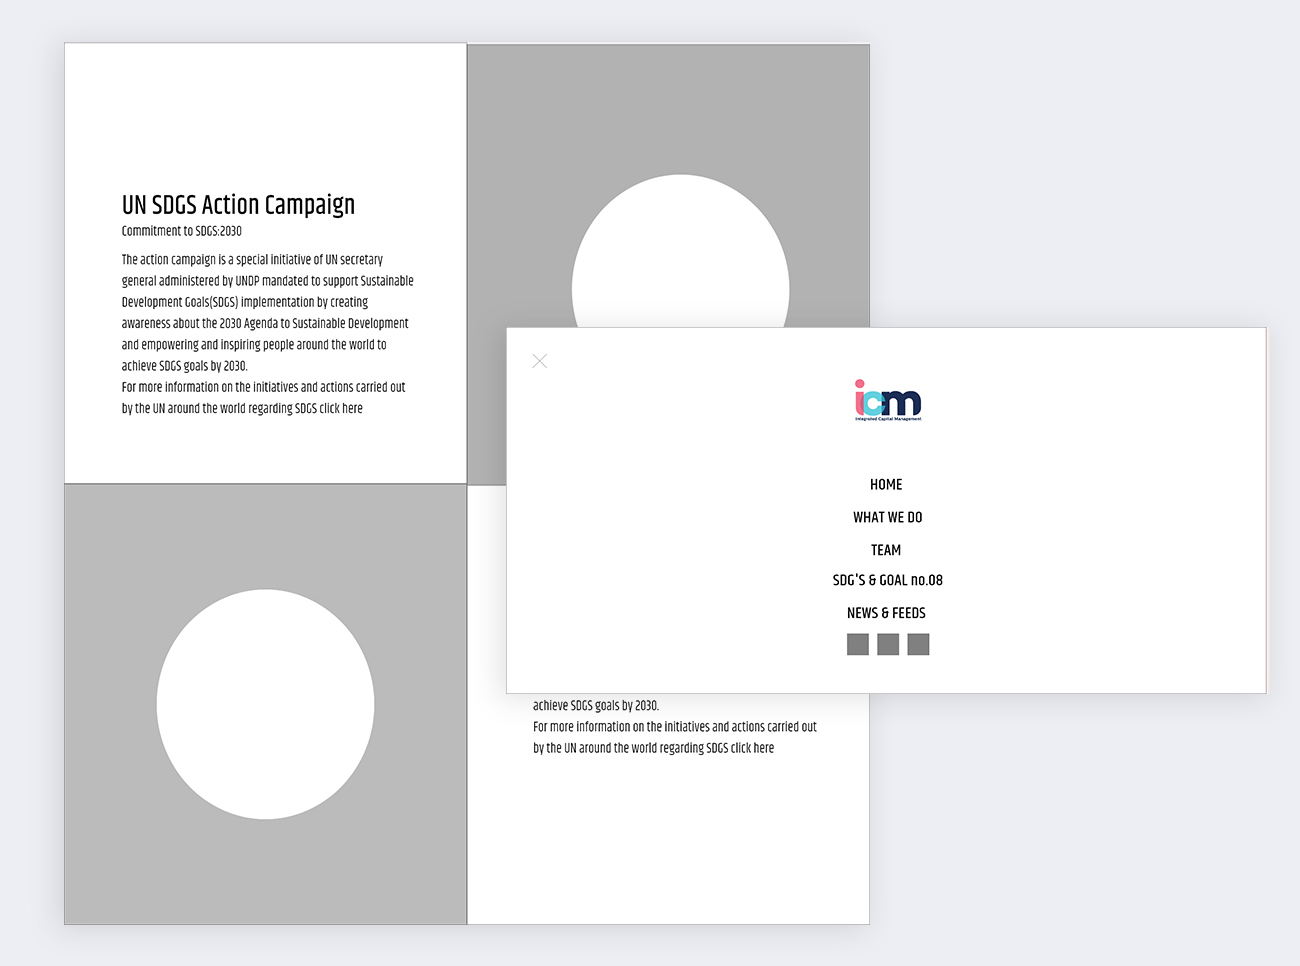 UN SDGS Action Campaign
Commitment to SDGS:2030
The action campaign is a special initiative of UN secretary
general administered by UNDP mandated to support Sustainable
Development Goals(SDGS) implementation by creating
awareness about the 2030 Agenda to Sustainable Development
and empowering and inspiring people around the world to
achieve SDGS goals by 2030.
For more information on the initiatives and actions carried out
by the UN around the world regarding SDGS click here
icm
Integrated Capital Management
HOME
WHAT WE DO
TEAM
SDG'S & GOAL no.08
NEWS & FEEDS
achieve SDGS goals by 2030.
For more information on the initiatives and actions carried out
by the UN around the world regarding SDGS click here